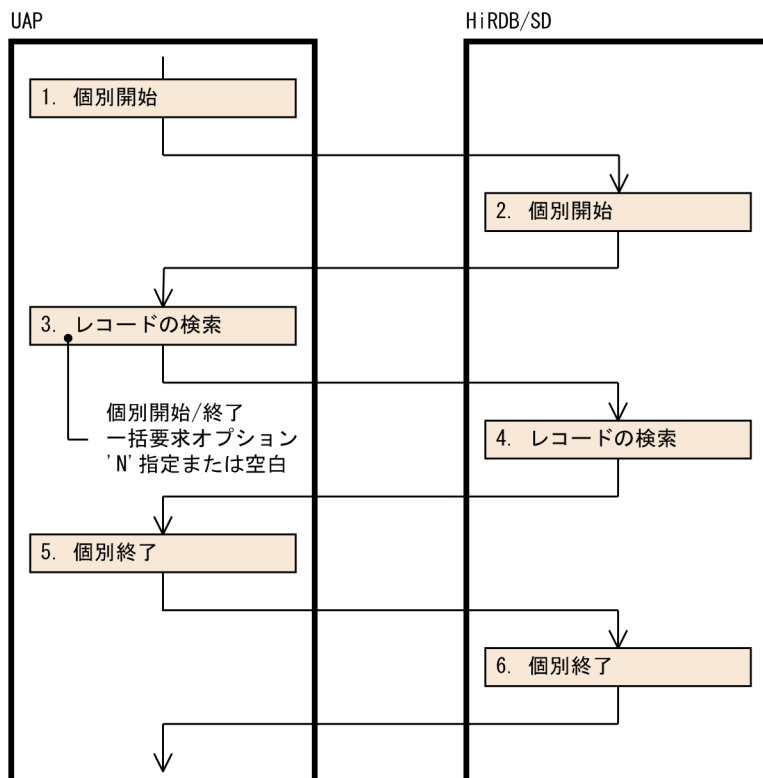 UAP
HiRDB/SD
1. 個別開始
2. 個別開始
3. レコードの検索
個別開始/終了
一括要求オプション
'N'指定または空白
4. レコードの検索
5. 個別終了
6. 個別終了